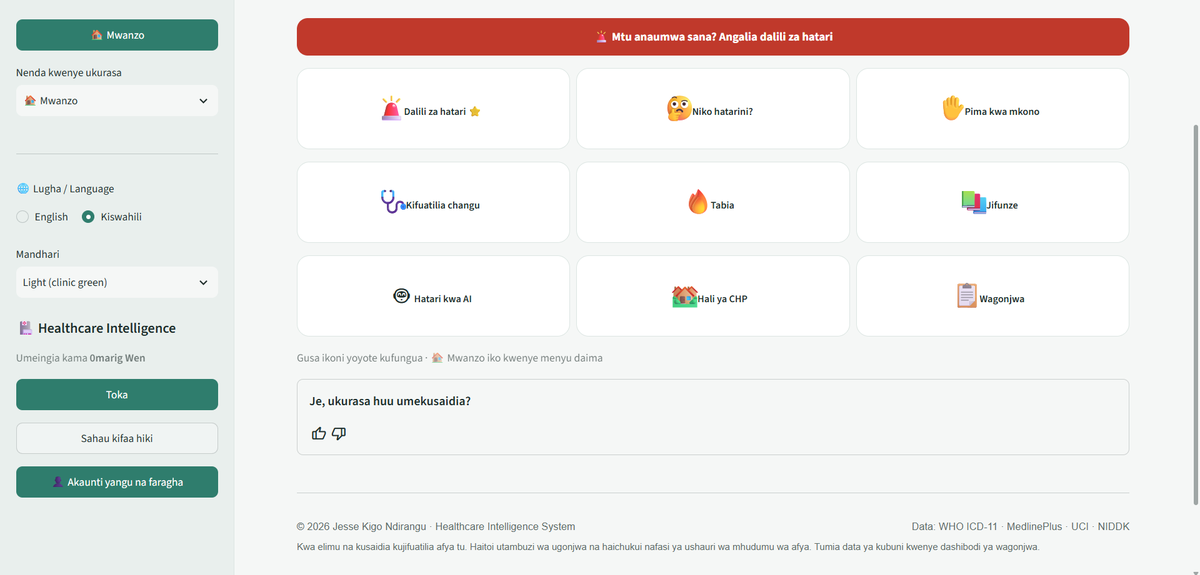 Mwanzo
Nenda kwenye ukurasa
Mwanzo
Lugha / Language
English Kiswahili
Mandhari
Light (clinic green)
Healthcare Intelligence
Umeingia kama 0marig Wen
Toka
Sahau kifaa hiki
Akaunti yangu na faragha
Mtu anaumwa sana? Angalia dalili za hatari
Dalili za hatari
Niko hatarini?
Pima kwa mkono
Kifuatilia changu
Tabia
Jifunze
Hatari kwa AI
Hali ya CHP
Wagonjwa
Gusa ikoni yoyote kufungua · Mwanzo iko kwenye menyu daima
Je, ukurasa huu umekusaidia?
© 2026 Jesse Kigo Ndirangu · Healthcare Intelligence System
Data: WHO ICD-11 · MedlinePlus · UCI · NIDDK
Kwa elimu na kusaidia kujifuatilia afya tu. Haitoi utambuzi wa ugonjwa na haichukui nafasi ya ushauri wa mhudumu wa afya. Tumia data ya kubuni kwenye dashibodi ya wagonjwa.